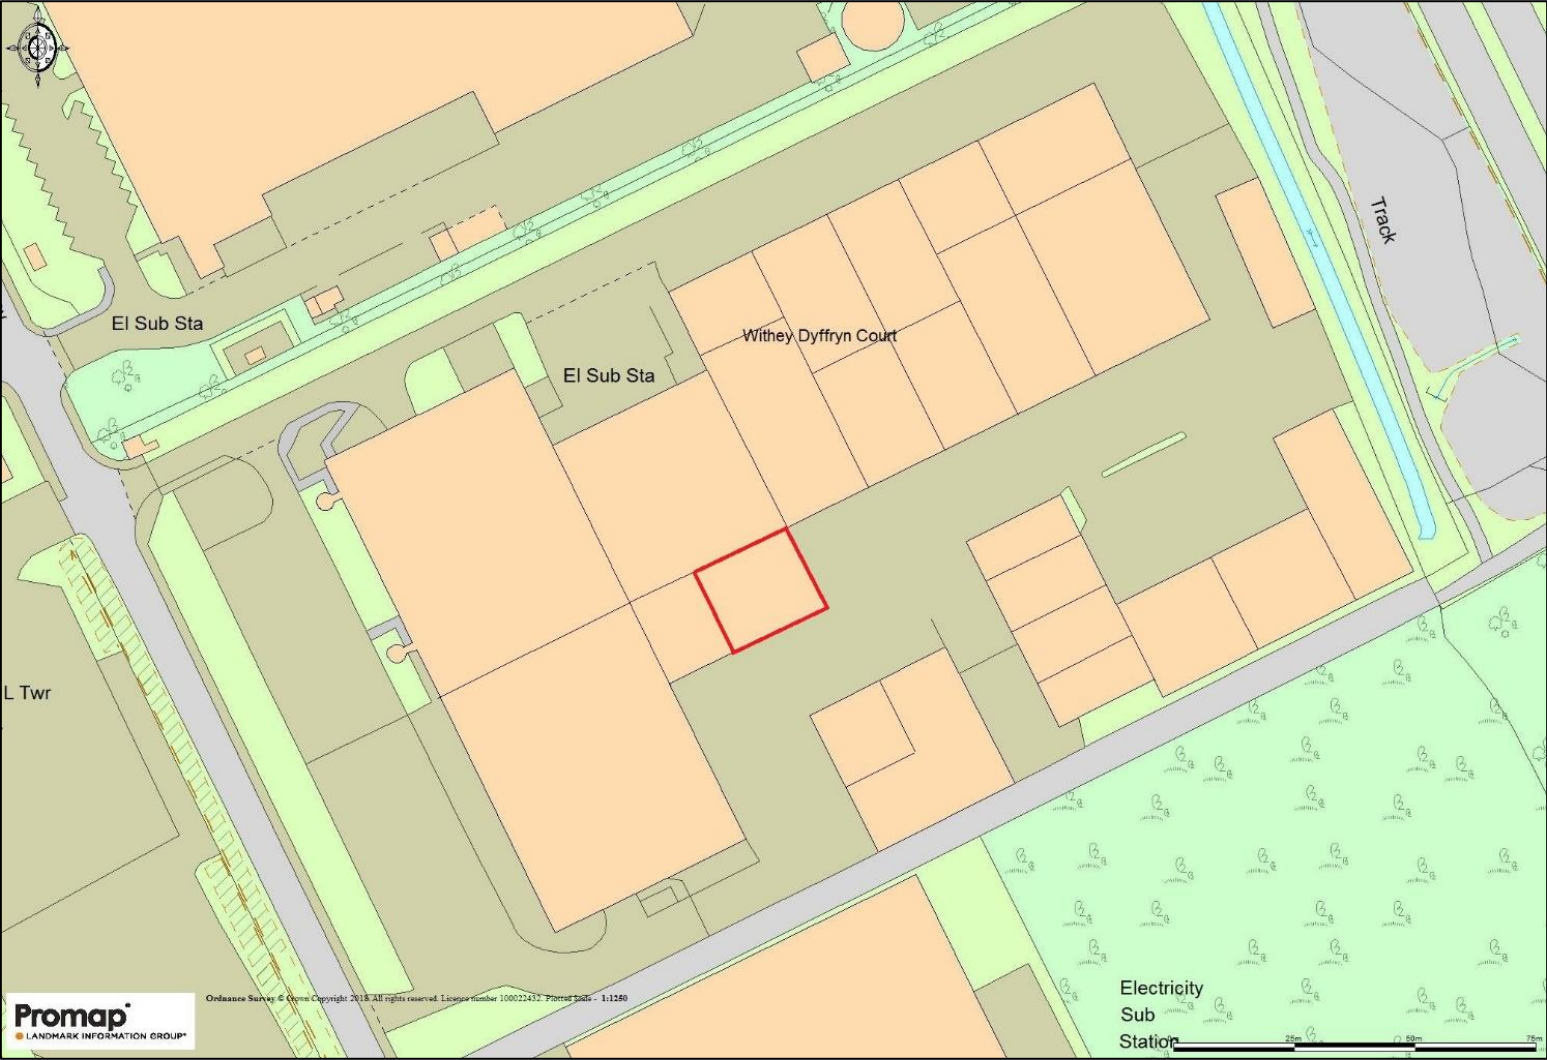 El Sub Sta
Track
Withey Dyffryn Court
El Sub Sta
L Twr
Electricity
Sub
Station
Promap
LANDMARK INFORMATION GROUP
Ordnance Survey © Crown Copyright 2018. All rights reserved. Licence number 100022432. Plotted Scale - 1:1250
25m
50m
75m